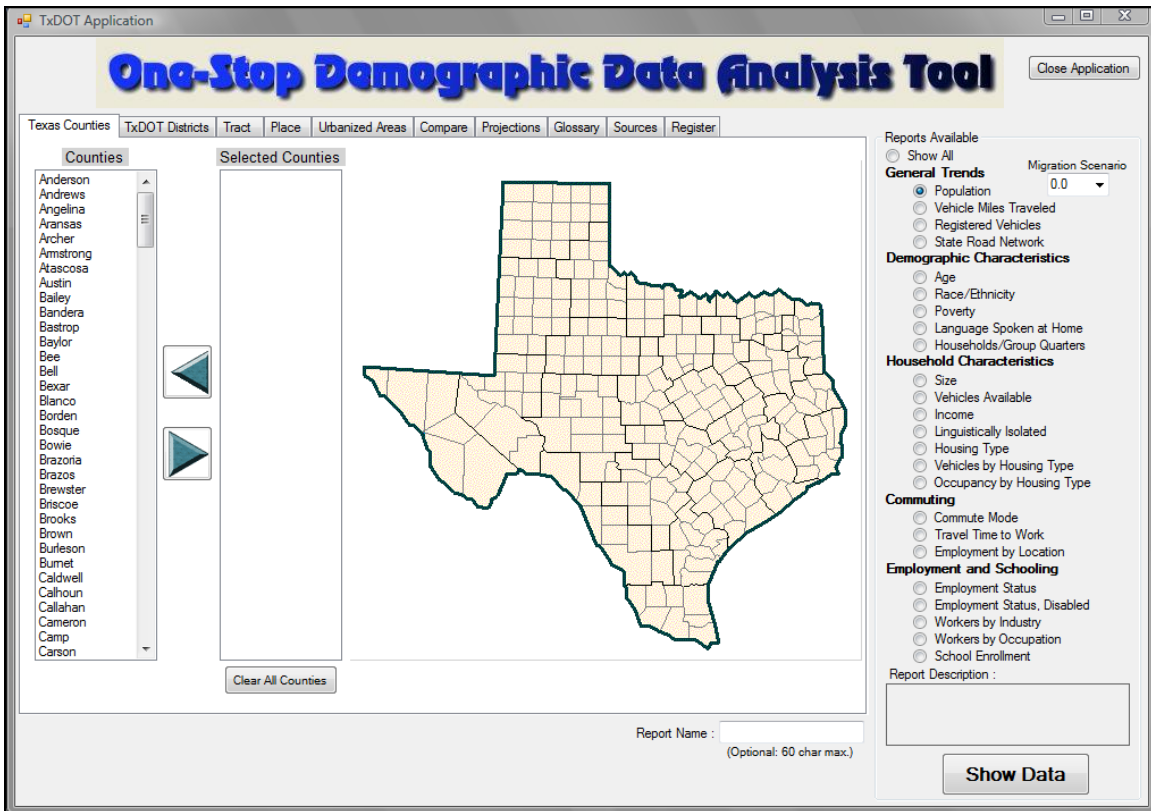 TxDOT Application
One-Stop Demographic Data Analysis Tool
Close Application
Texas Counties TxDOT Districts Tract Place Urbanized Areas Compare Projections Glossary Sources Register
Counties
Anderson
Andrews
Angelina
Aransas
Archer
Armstrong
Atascosa
Austin
Bailey
Bandera
Bastrop
Baylor
Bee
Bell
Bexar
Blanco
Borden
Bosque
Bowie
Brazoria
Brazos
Brewster
Briscoe
Brooks
Brown
Burleson
Burnet
Caldwell
Calhoun
Callahan
Cameron
Camp
Carson
Selected Counties
Clear All Counties
Report Name :
(Optional: 60 char max.)
Reports Available
Show All
Migration Scenario
0.0
General Trends
Population
Vehicle Miles Traveled
Registered Vehicles
State Road Network
Demographic Characteristics
Age
Race/Ethnicity
Poverty
Language Spoken at Home
Households/Group Quarters
Household Characteristics
Size
Vehicles Available
Income
Linguistically Isolated
Housing Type
Vehicles by Housing Type
Occupancy by Housing Type
Commuting
Commute Mode
Travel Time to Work
Employment by Location
Employment and Schooling
Employment Status
Employment Status, Disabled
Workers by Industry
Workers by Occupation
School Enrollment
Report Description :
Show Data